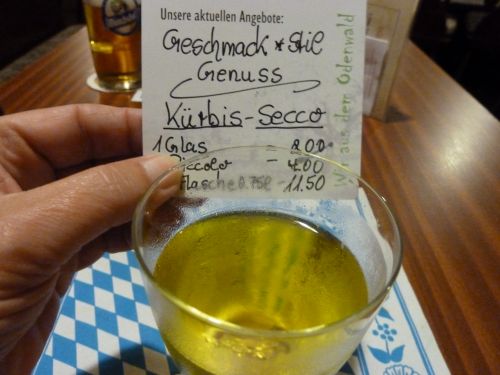 Unsere aktuellen Angebote:
Geschmack * Stil
Genuss
Kürbis-Secco
1 Glas - 2.00
Piccolo - 4.00
Flasche 0.75l - 11.50
aus dem Odenwald